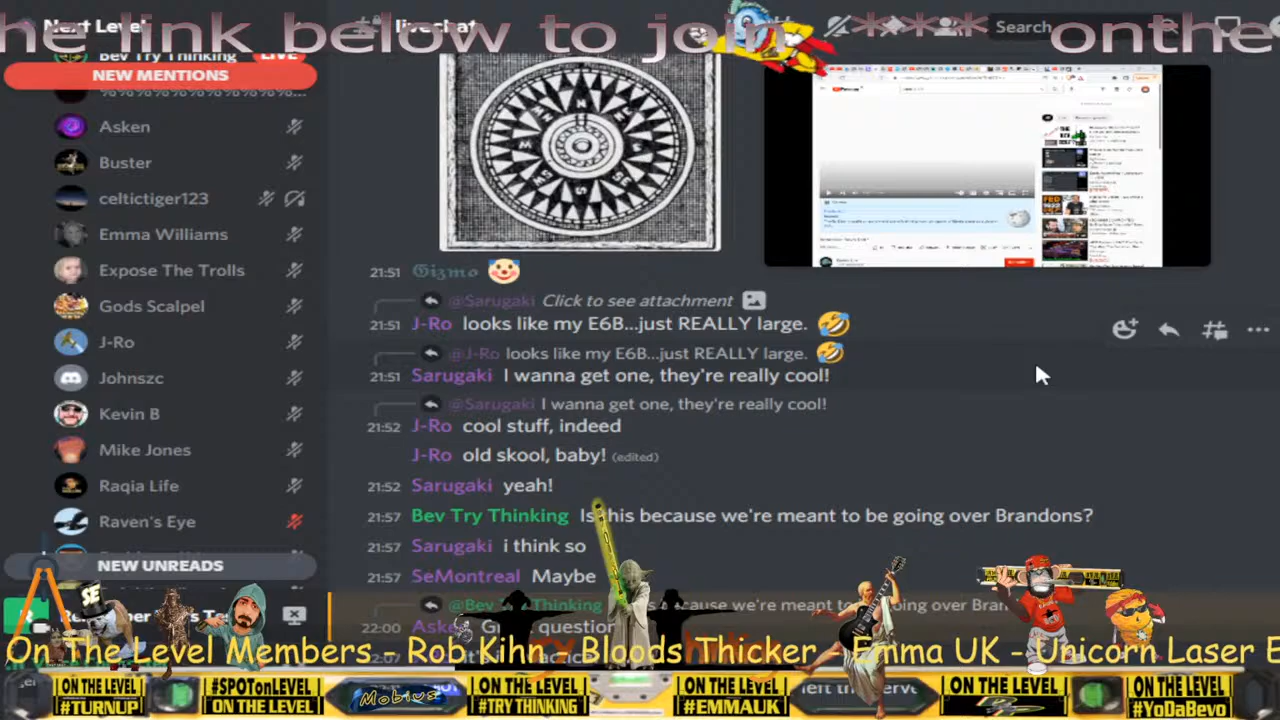 he link below to join **** onthe
Next Level
livechat
Search
Bev Try Thinking LIVE
NEW MENTIONS
Asken
Buster
celtictiger123
Emma Williams
Expose The Trolls
Gods Scalpel
J-Ro
Johnszc
Kevin B
Mike Jones
Raqia Life
Raven's Eye
NEW UNREADS
21:51 Gizmo
@Sarugaki Click to see attachment
21:51 J-Ro looks like my E6B...just REALLY large.
@J-Ro looks like my E6B...just REALLY large.
21:51 Sarugaki I wanna get one, they're really cool!
@Sarugaki I wanna get one, they're really cool!
21:52 J-Ro cool stuff, indeed
J-Ro old skool, baby! (edited)
21:52 Sarugaki yeah!
21:57 Bev Try Thinking Is this because we're meant to be going over Brandons?
21:57 Sarugaki i think so
21:57 SeMontreal Maybe
22:00 question
On The Level Members - Rob Kihn - Bloods Thicker - Emma UK - Unicorn Laser E
ON THE LEVEL
#TURNUP
#SPOTonLEVEL
ON THE LEVEL
Mobius
ON THE LEVEL
#TRY THINKING
ON THE LEVEL
#EMMAUK
ON THE LEVEL
ON THE LEVEL
#YoDaBevo